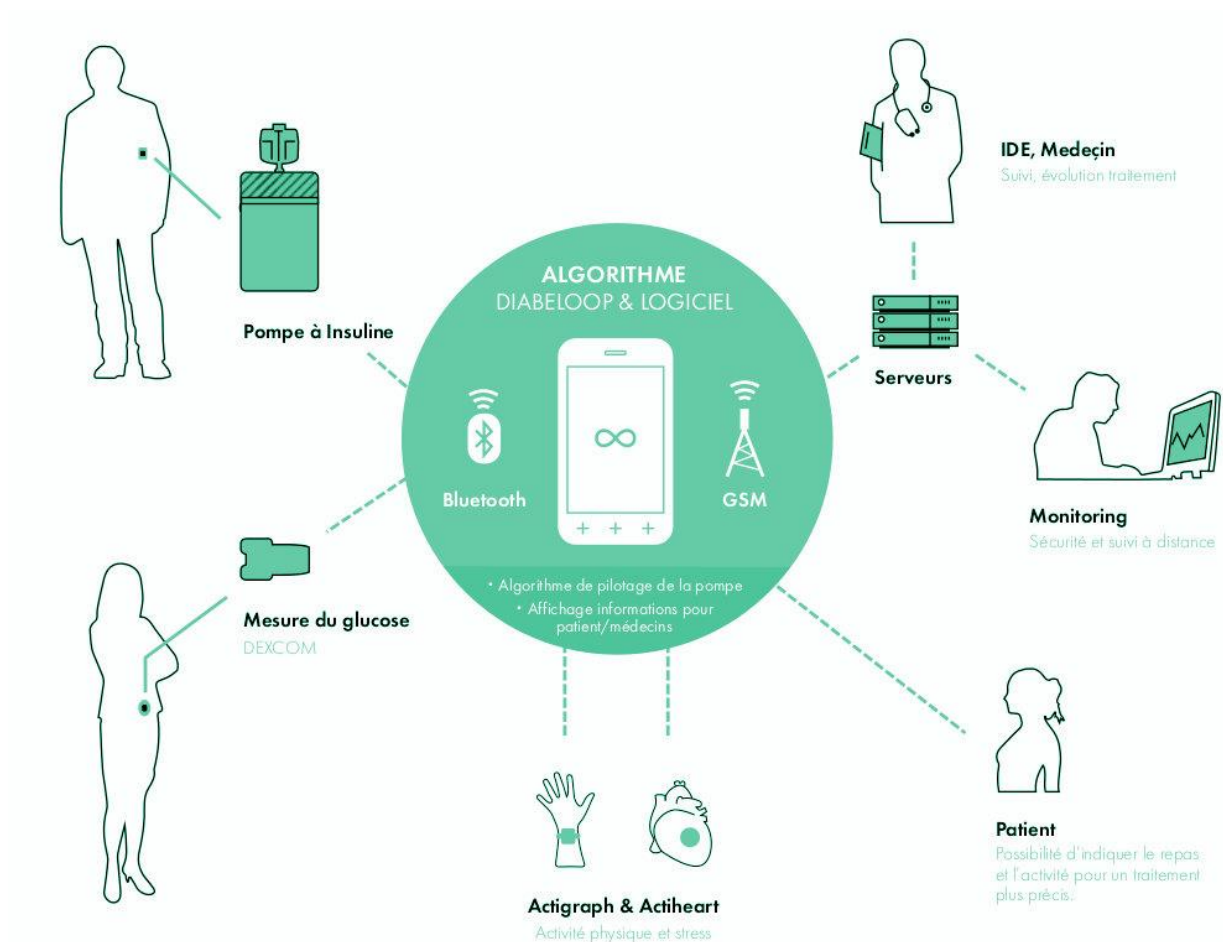 IDE, Medeçin
Suivi, évolution traitement
ALGORITHME
DIABELOOP & LOGICIEL
Pompe à Insuline
Serveurs
Bluetooth
GSM
Monitoring
Sécurité et suivi à distance
• Algorithme de pilotage de la pompe
• Affichage informations pour
patient/médecins
Mesure du glucose
DEXCOM
Patient
Possibilité d'indiquer le repas
et l'activité pour un traitement
plus précis.
Actigraph & Actiheart
Activité physique et stress